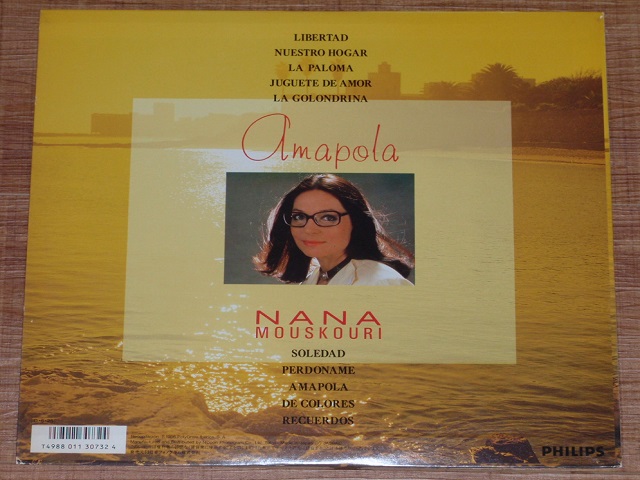 LIBERTAD
NUESTRO HOGAR
LA PALOMA
JUGUETE DE AMOR
LA GOLONDRINA
Amapola
NANA
MOUSKOURI
SOLEDAD
PERDONAME
AMAPOLA
DE COLORES
RECUERDOS
T4988 011 30732 4
PHILIPS